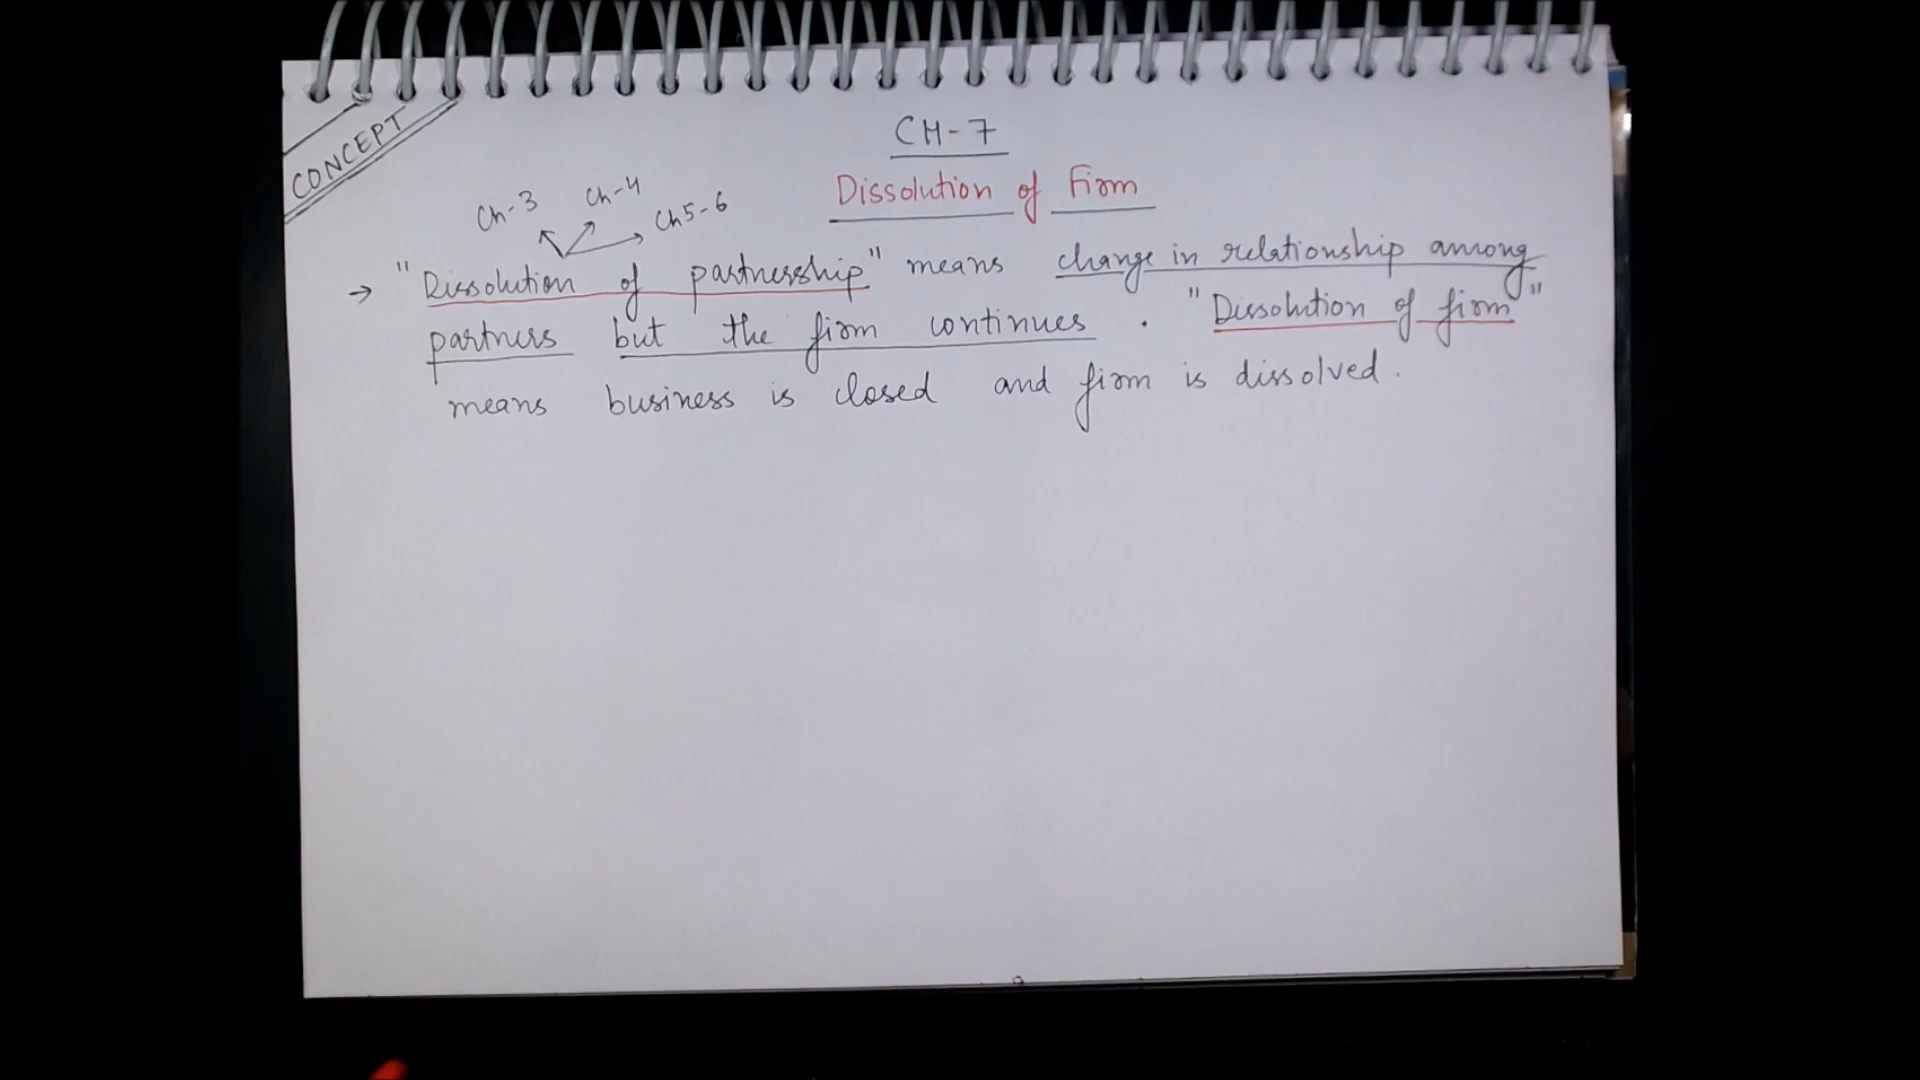 CONCEPT
CH-7
Dissolution of Firm
Ch-3 Ch-4 Ch5-6
→ "Dissolution of partnership" means change in relationship among
partners but the firm continues. "Dissolution of firm"
means business is closed and firm is dissolved.